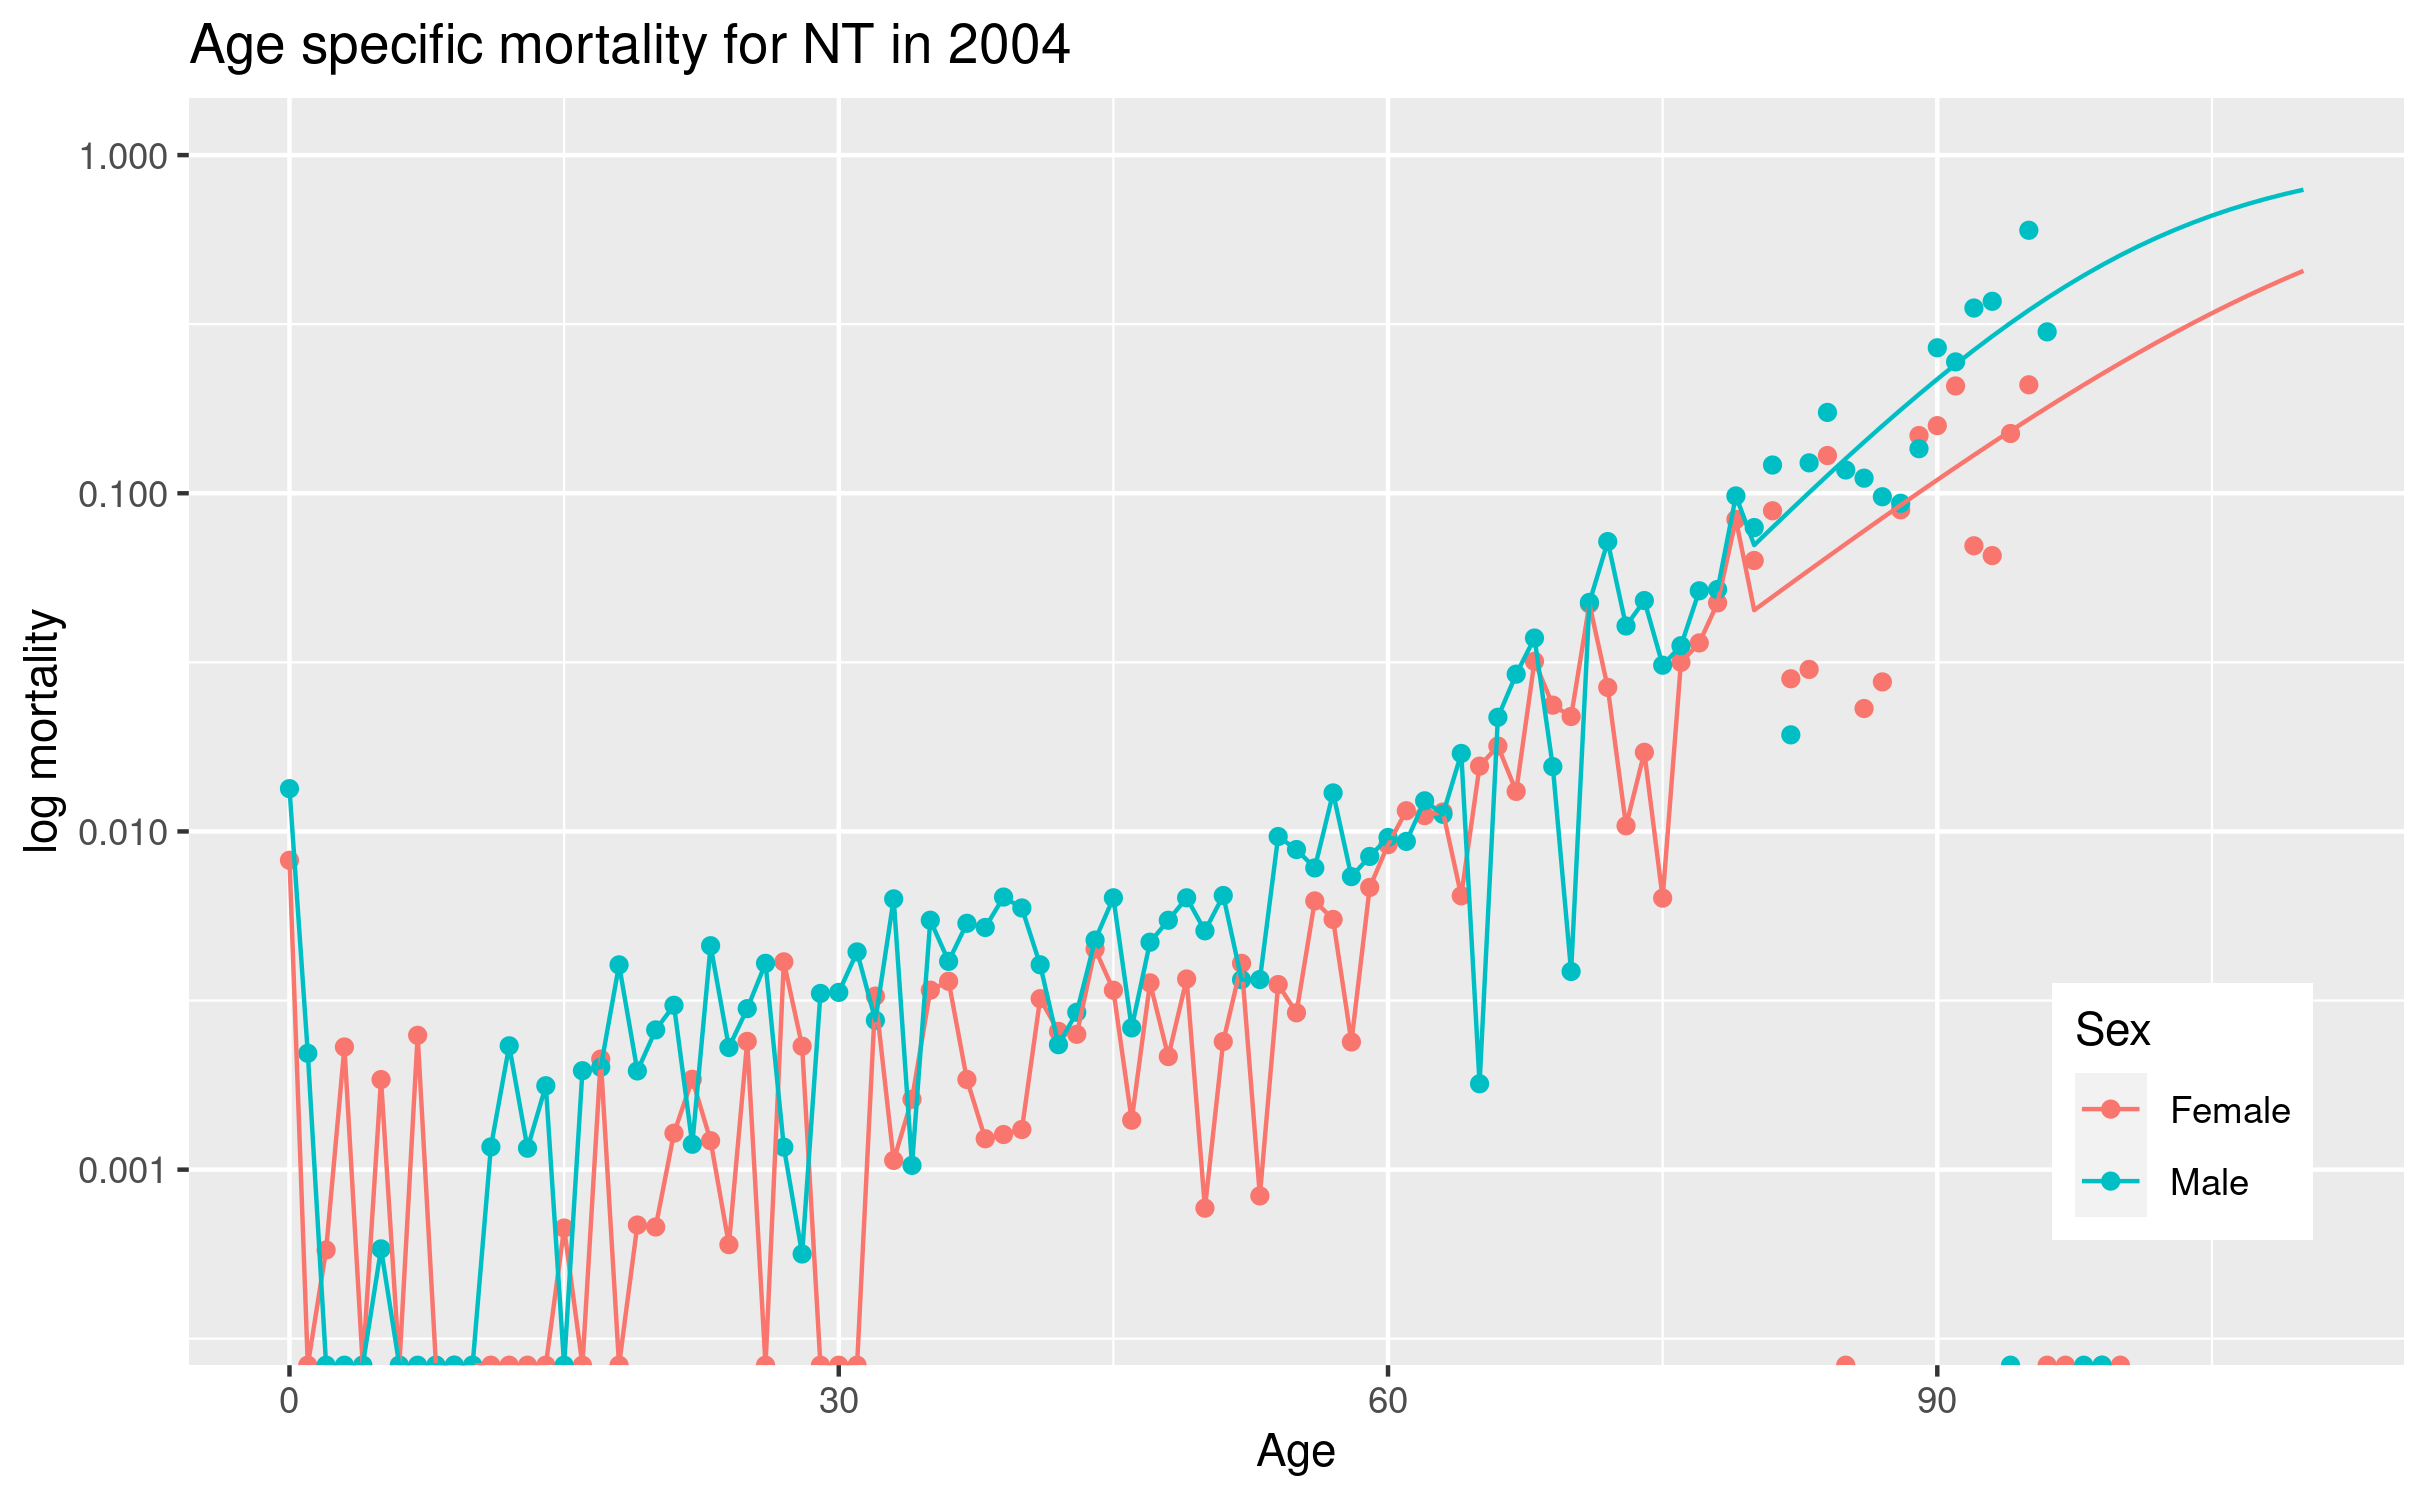 Age specific mortality for NT in 2004
log mortality
1.000
0.100
0.010
0.001
0
30
60
90
Age
Sex
Female
Male